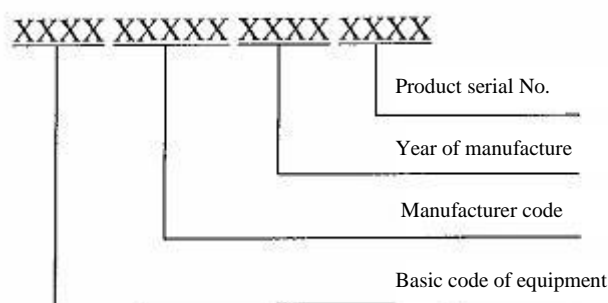 XXXX XXXXX XXXX XXXX
Product serial No.
Year of manufacture
Manufacturer code
Basic code of equipment